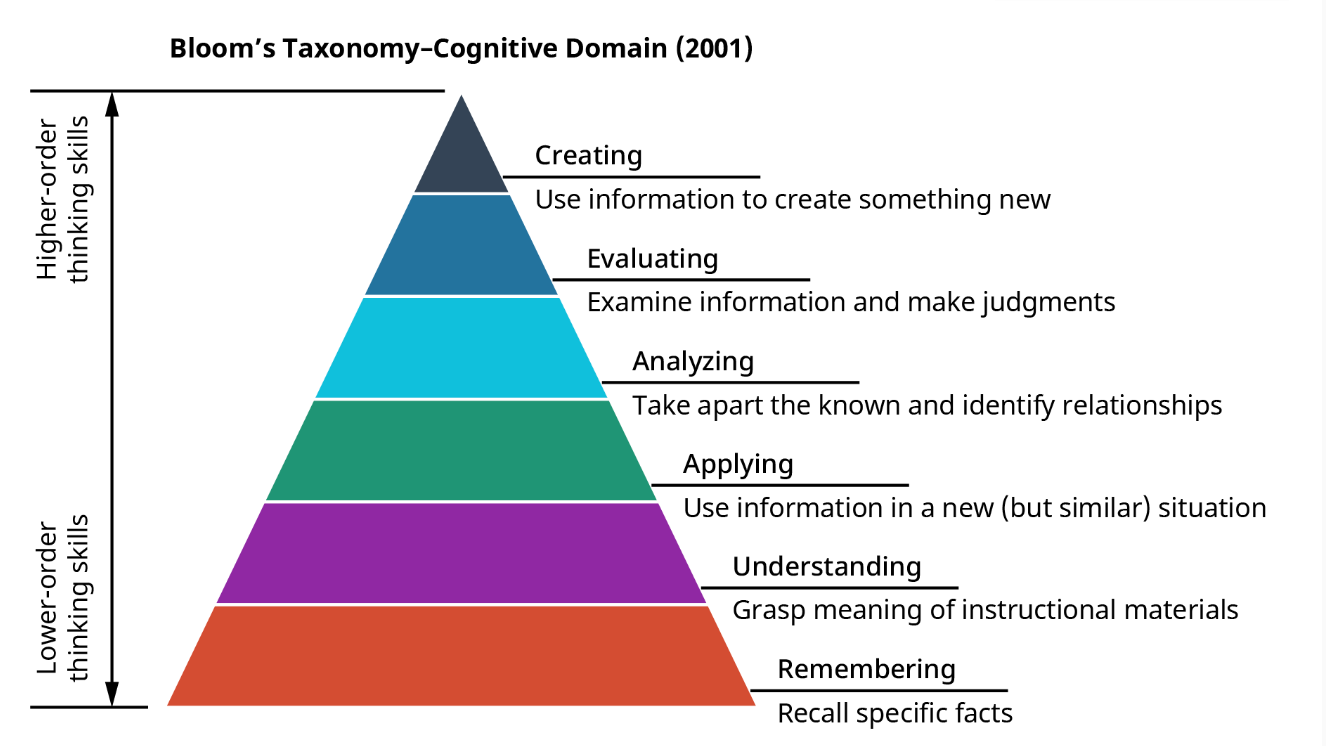 Bloom’s Taxonomy–Cognitive Domain (2001)
Higher-order
thinking skills
Lower-order
thinking skills
Creating
Use information to create something new
Evaluating
Examine information and make judgments
Analyzing
Take apart the known and identify relationships
Applying
Use information in a new (but similar) situation
Understanding
Grasp meaning of instructional materials
Remembering
Recall specific facts